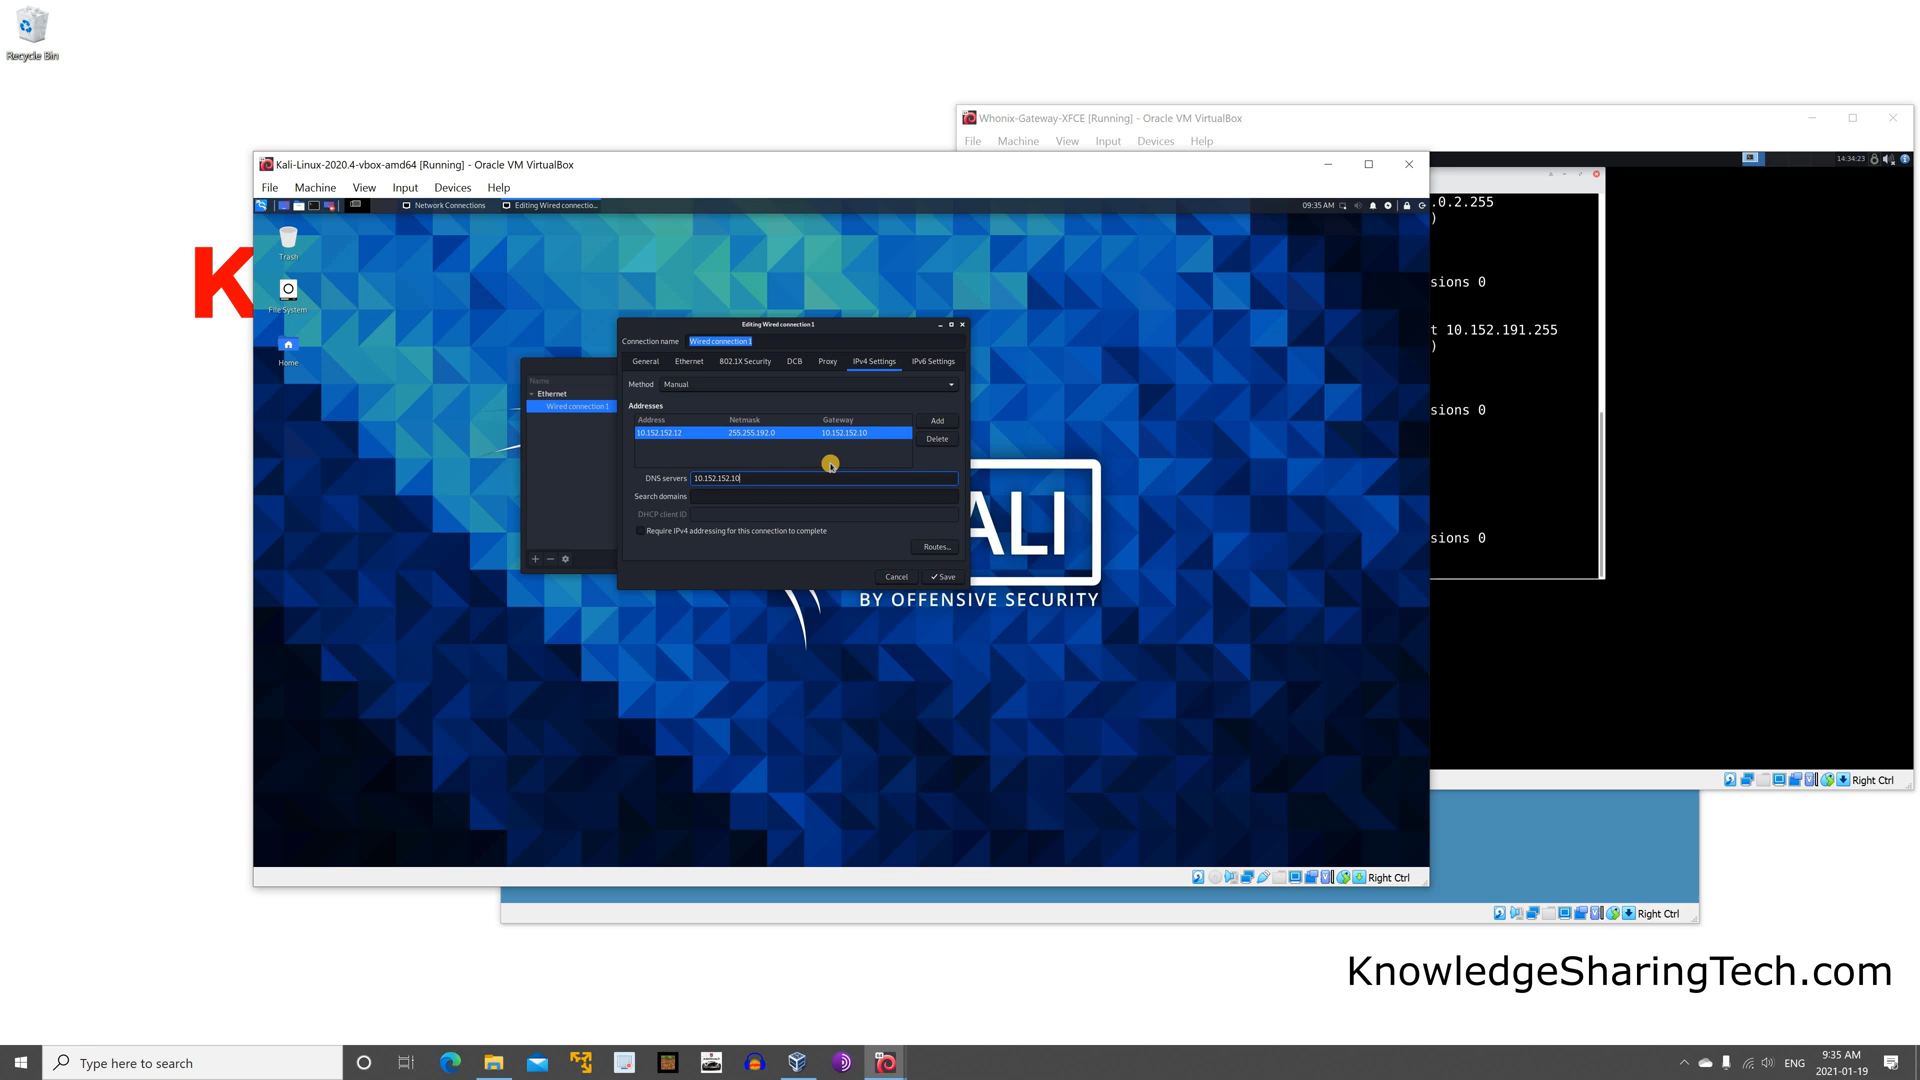 Recycle Bin
Whonix-Gateway-XFCE [Running] - Oracle VM VirtualBox
File Machine View Input Devices Help
14:34:23
.0.2.255
)
sions 0
t 10.152.191.255
)
sions 0
sions 0
Right Ctrl
K
Kali-Linux-2020.4-vbox-amd64 [Running] - Oracle VM VirtualBox
File Machine View Input Devices Help
Network Connections
Editing Wired connectio...
09:35 AM
Trash
File System
Home
Name
Ethernet
Wired connection 1
Editing Wired connection 1
Connection name Wired connection 1
General Ethernet 802.1X Security DCB Proxy IPv4 Settings IPv6 Settings
Method Manual
Addresses
Address Netmask Gateway
10.152.152.12 255.255.192.0 10.152.152.10
Add
Delete
DNS servers 10.152.152.10
Search domains
DHCP client ID
Require IPv4 addressing for this connection to complete
Routes...
Cancel Save
ALI
BY OFFENSIVE SECURITY
Right Ctrl
Right Ctrl
KnowledgeSharingTech.com
Type here to search
ENG
9:35 AM
2021-01-19